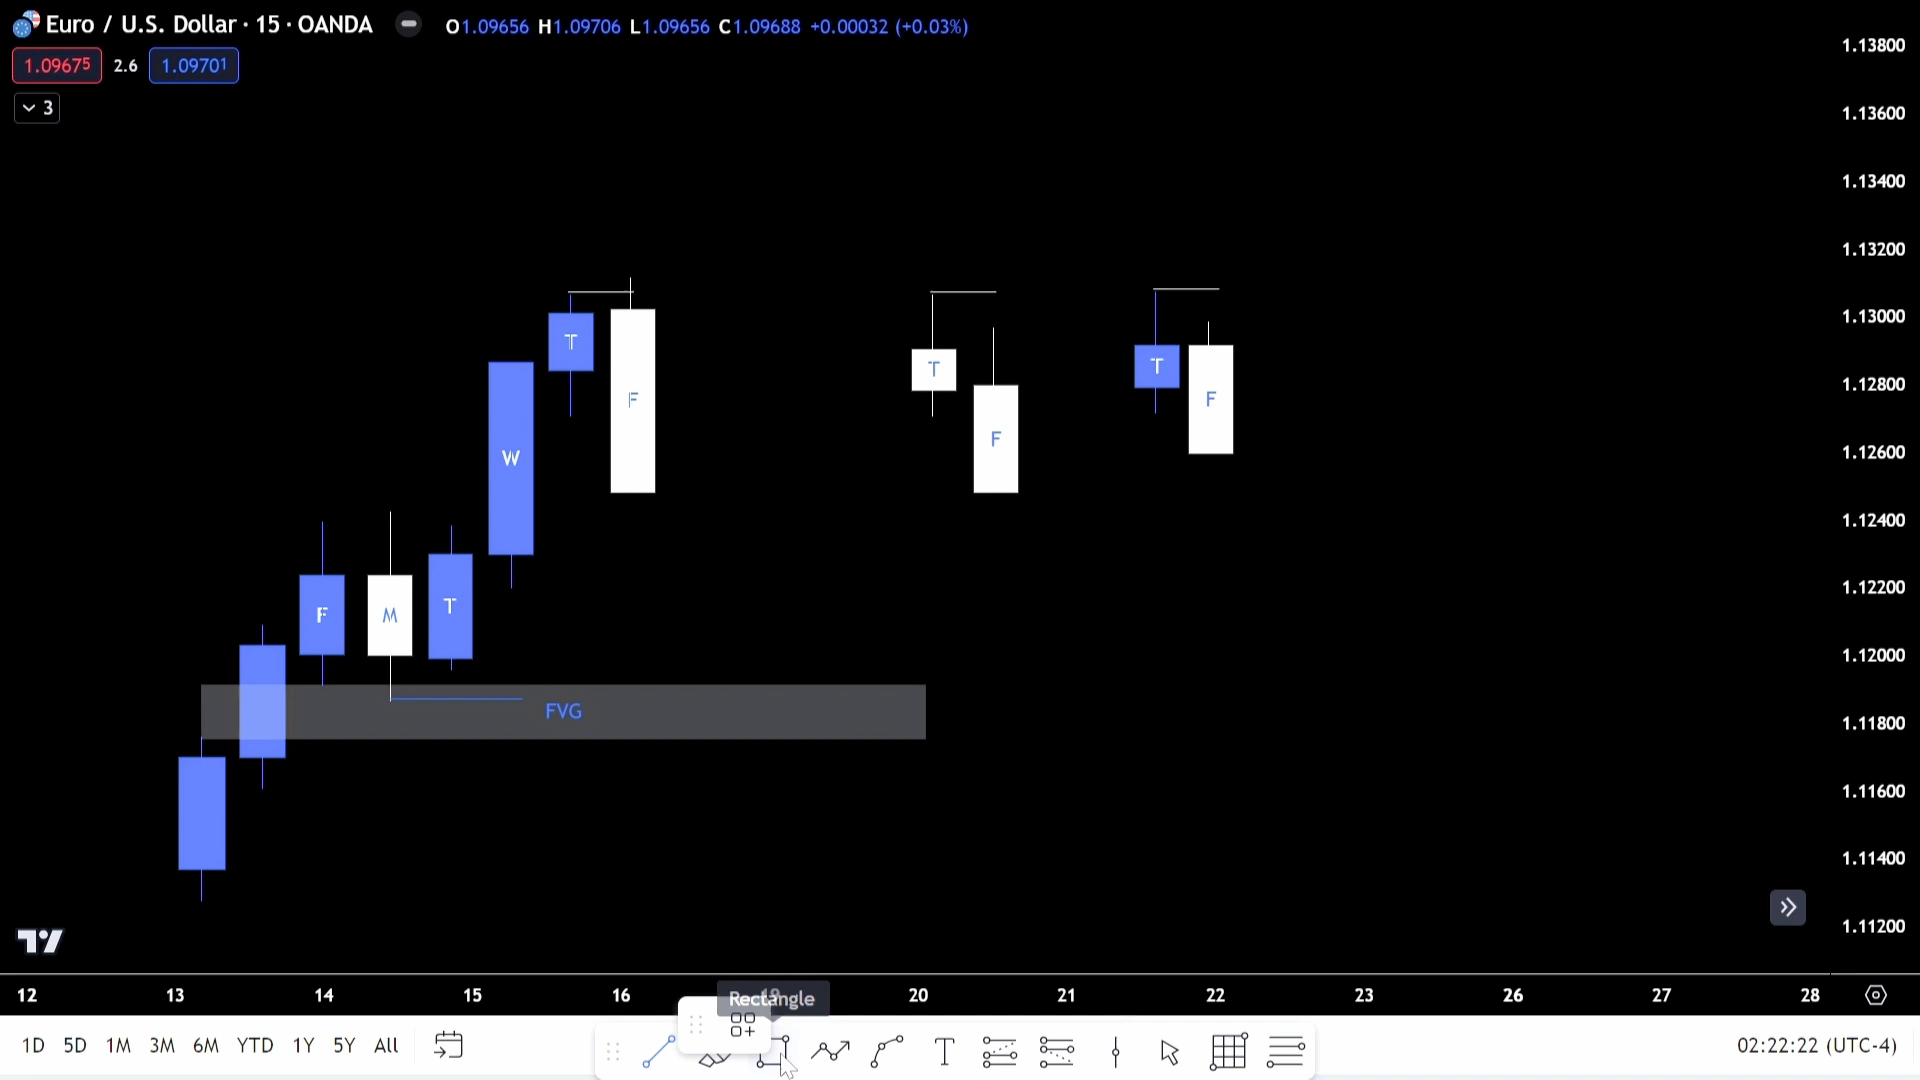 Euro / U.S. Dollar · 15 · OANDA
O1.09656 H1.09706 L1.09656 C1.09688 +0.00032 (+0.03%)
1.09675 2.6 1.09701
3
1.13800
1.13600
1.13400
1.13200
1.13000
1.12800
1.12600
1.12400
1.12200
1.12000
1.11800
1.11600
1.11400
1.11200
T
F
T
F
T
F
W
F
M
T
FVG
12 13 14 15 16 19 20 21 22 23 26 27 28
Rectangle
1D 5D 1M 3M 6M YTD 1Y 5Y All
T
02:22:22 (UTC-4)